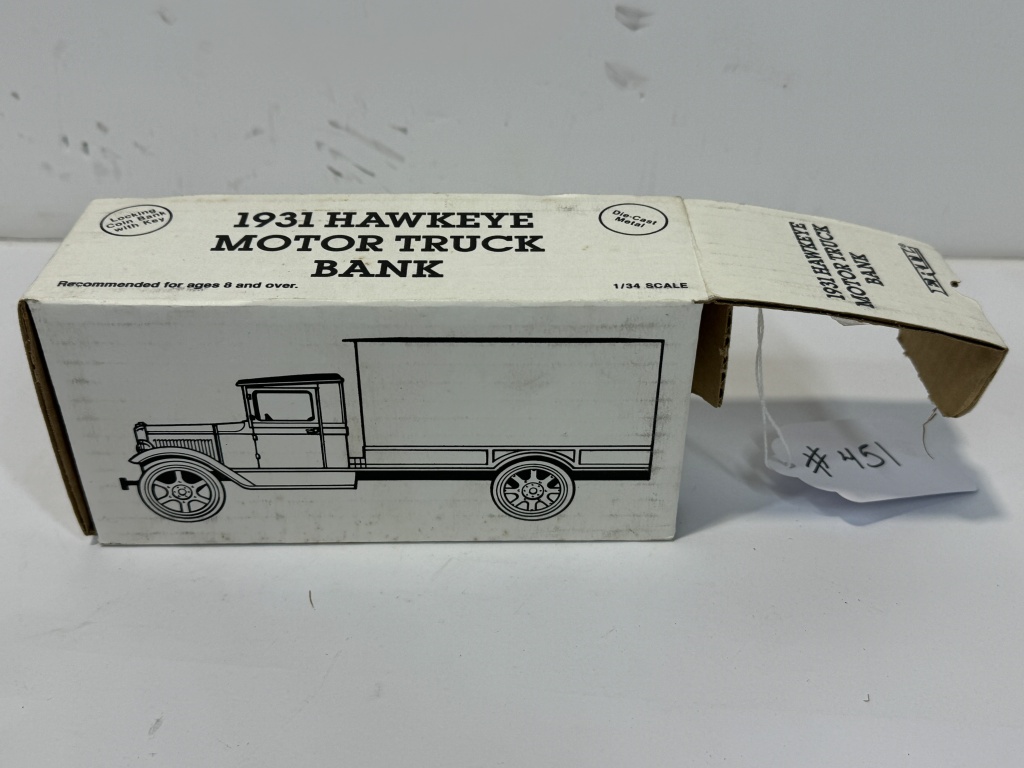 Locking
Coin Bank
with Key
1931 HAWKEYE
MOTOR TRUCK
BANK
Die-Cast
Metal
Recommended for ages 8 and over.
1/34 SCALE
1931 HAWKEYE
MOTOR TRUCK
BANK
ERTL
# 451